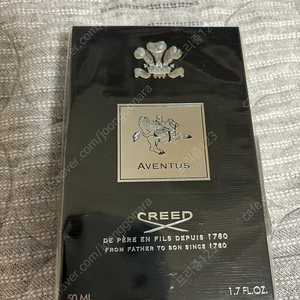 AVENTUS
CREED
DE PÈRE EN FILS DEPUIS 1760
FROM FATHER TO SON SINCE 1760
50 ML 1.7 FL.OZ.